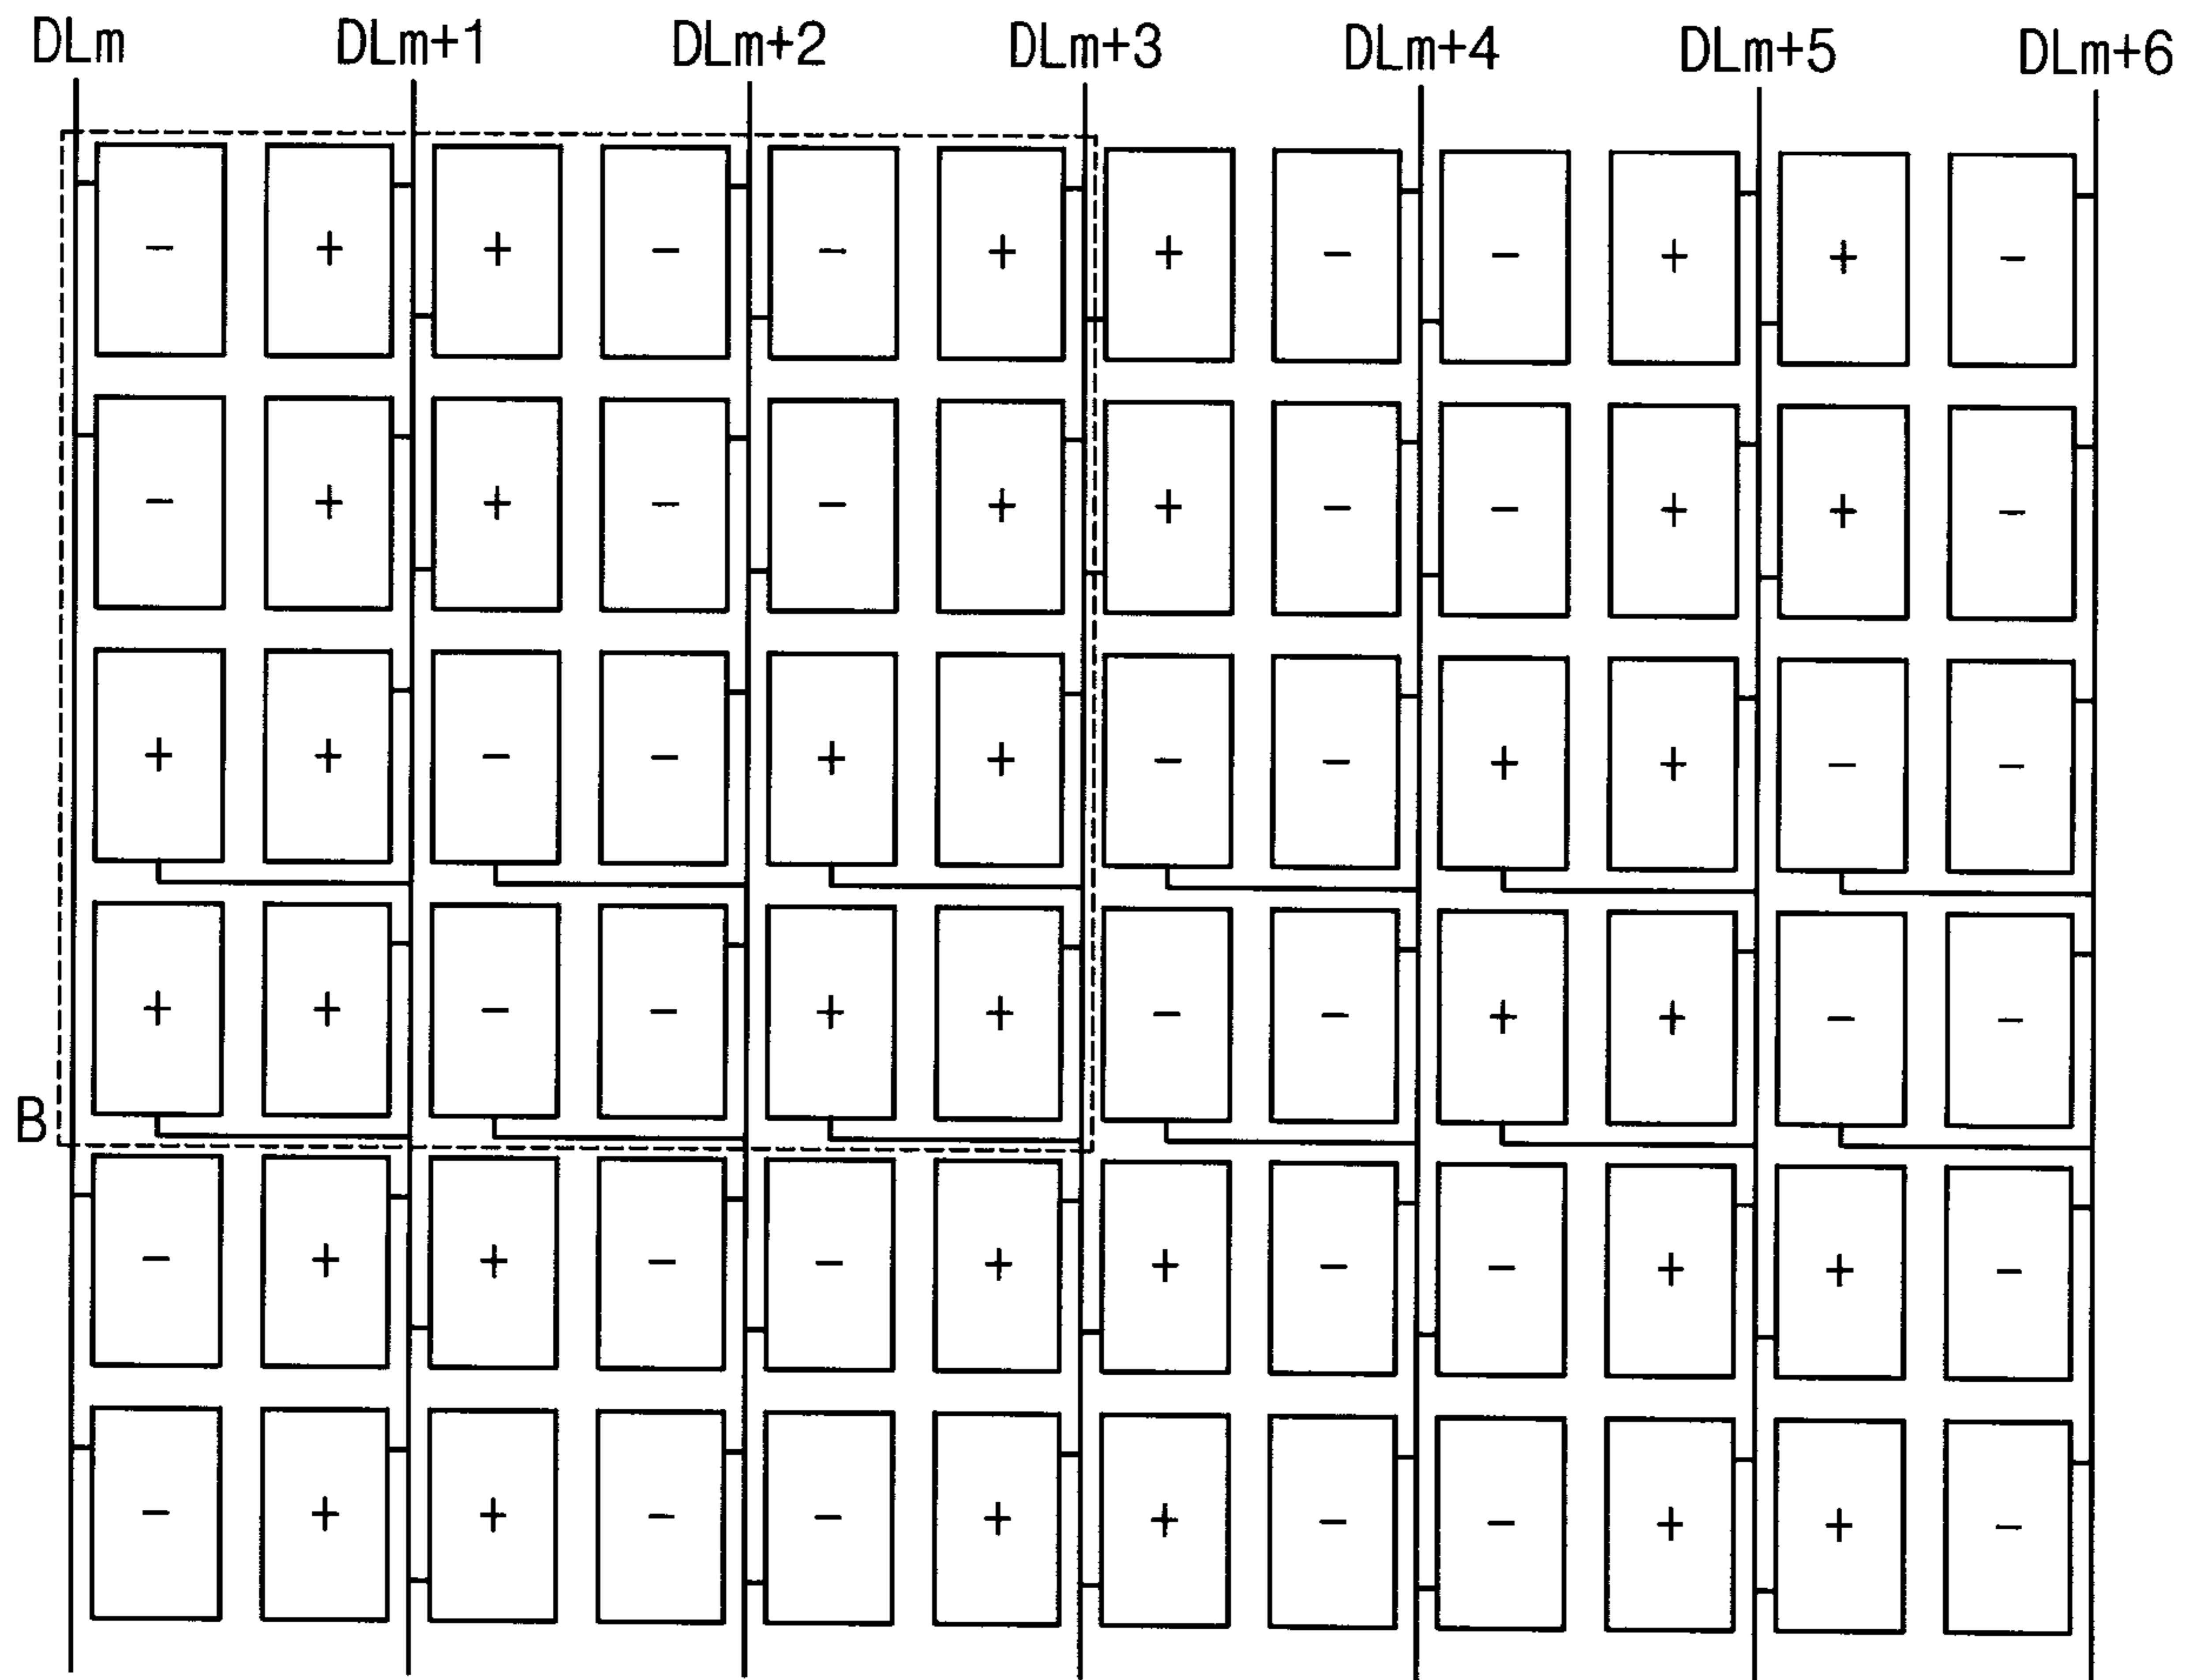 DLm DLm+1 DLm+2 DLm+3 DLm+4 DLm+5 DLm+6
− + + − − + + − − + + −
− + + − − + + − − + + −
+ + − − + + − − + + − −
+ + − − + + − − + + − −
B
− + + − − + + − − + + −
− + + − − + + − − + + −